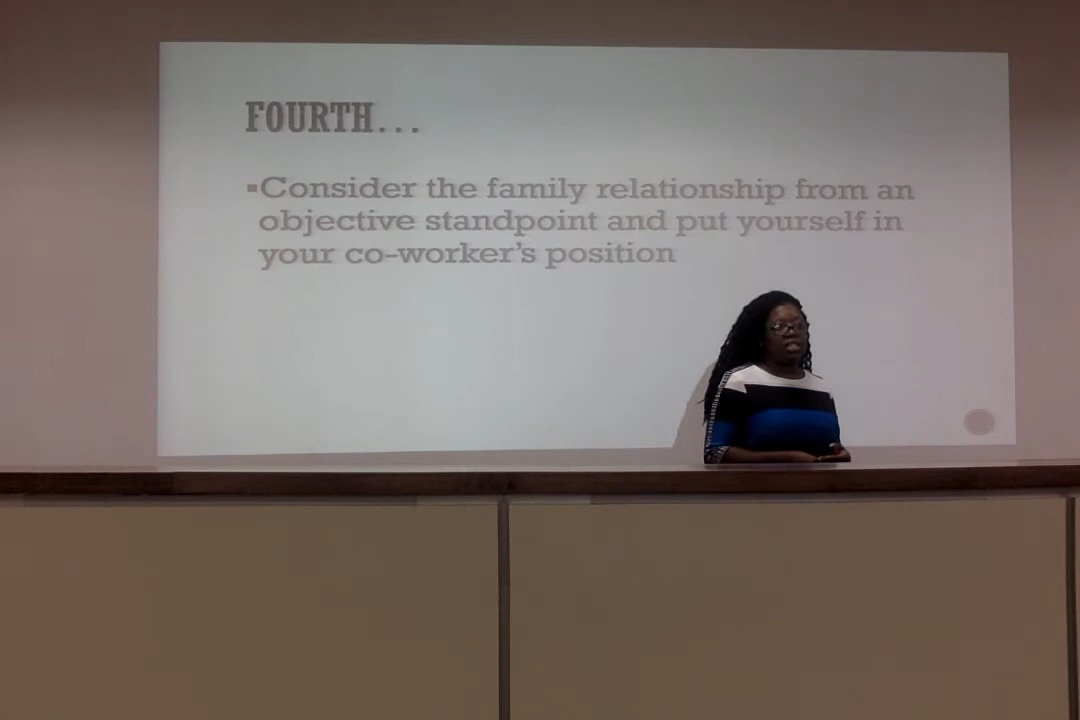 FOURTH...
▪Consider the family relationship from an
objective standpoint and put yourself in
your co-worker's position